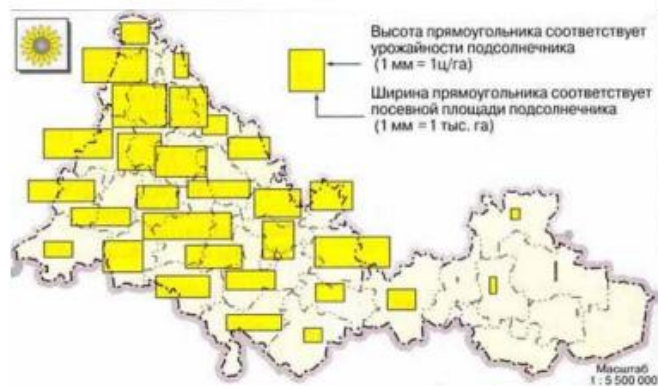 Высота прямоугольника соответствует
урожайности подсолнечника
(1 мм = 1ц/га)
Ширина прямоугольника соответствует
посевной площади подсолнечника
(1 мм = 1 тыс. га)
Масштаб
1 : 5 500 000